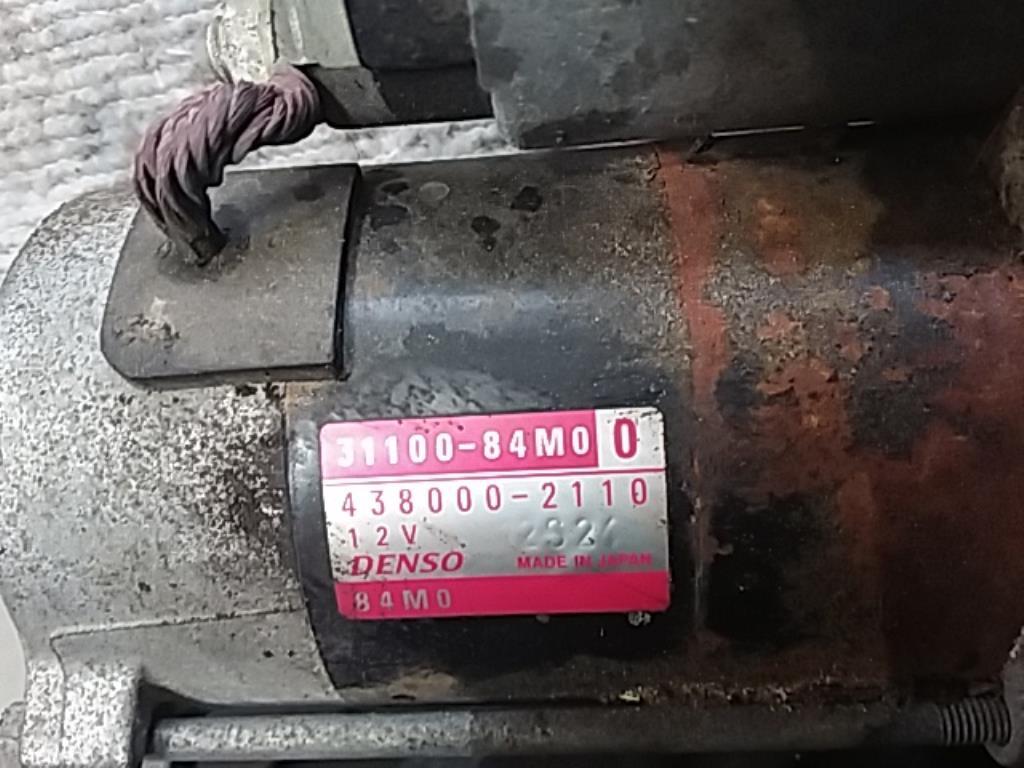 31100-84M0 0
438000-2110
12V
DENSO MADE IN JAPAN
84M0